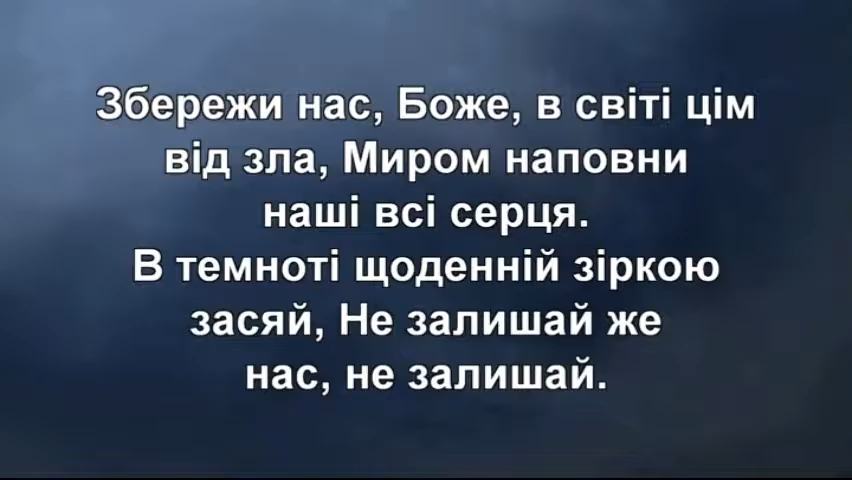 Збережи нас, Боже, в світі цім
від зла, Миром наповни
наші всі серця.
В темноті щоденній зіркою
засяй, Не залишай же
нас, не залишай.